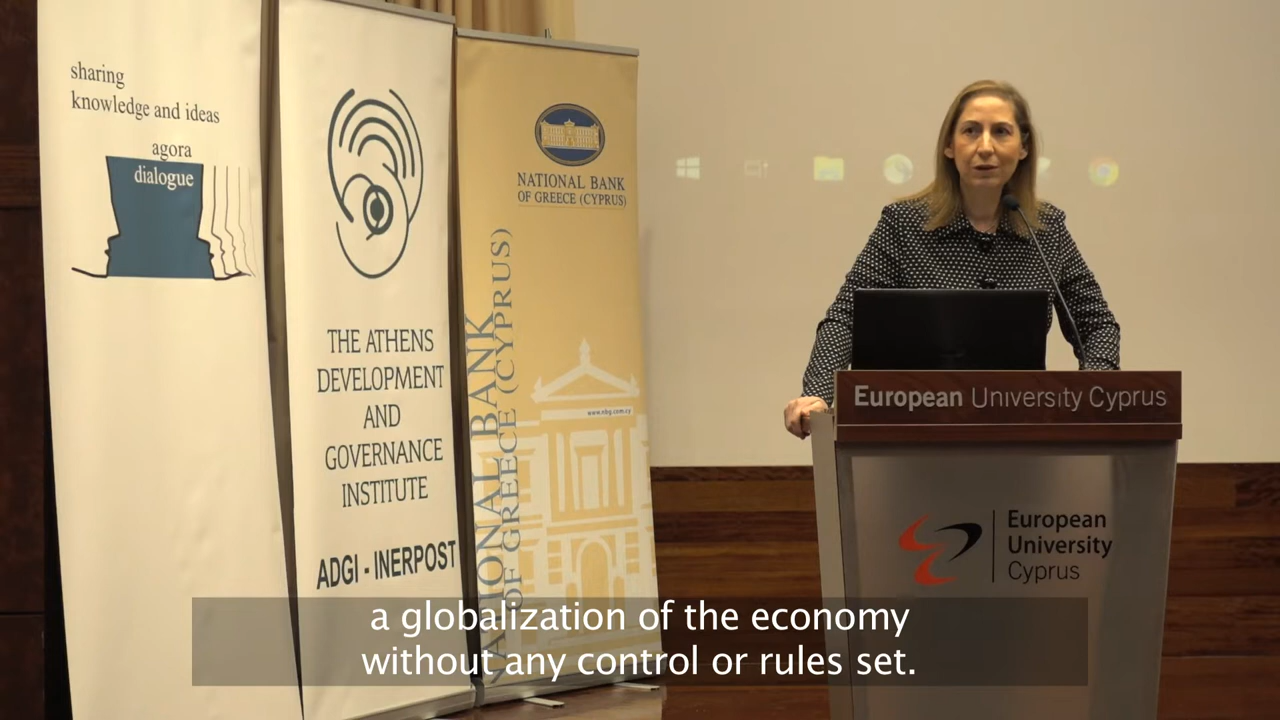 sharing
knowledge and ideas
agora
dialogue
THE ATHENS
DEVELOPMENT
AND
GOVERNANCE
INSTITUTE
ADGI - INERPOST
NATIONAL BANK
OF GREECE (CYPRUS)
NATIONAL BANK
OF GREECE (CYPRUS)
www.nbg.com.cy
European University Cyprus
European
University
Cyprus
a globalization of the economy
without any control or rules set.